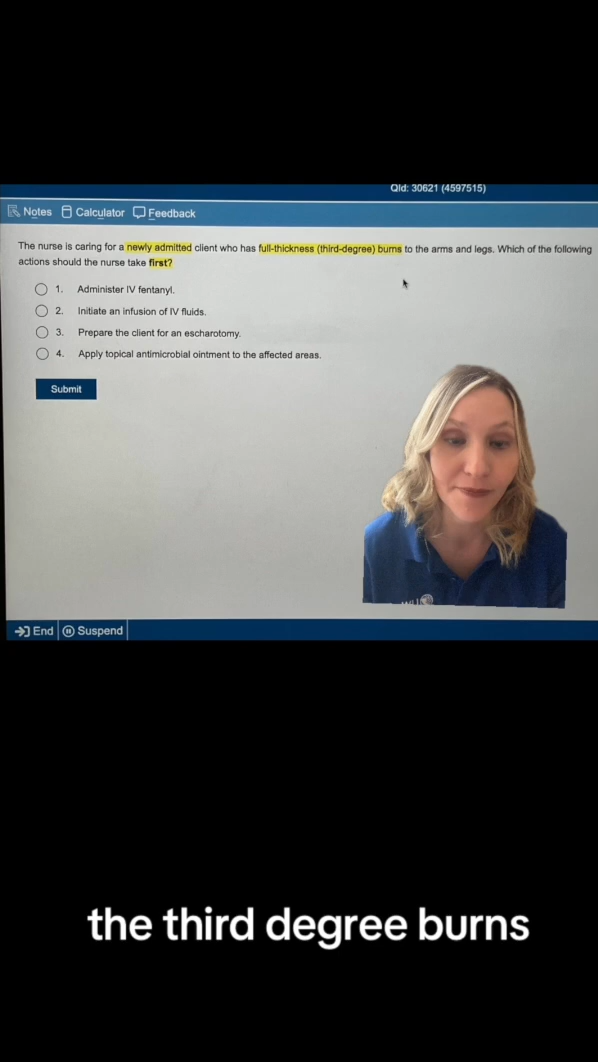 QId: 30621 (4597515)
Notes Calculator Feedback
The nurse is caring for a newly admitted client who has full-thickness (third-degree) burns to the arms and legs. Which of the following
actions should the nurse take first?
1. Administer IV fentanyl.
2. Initiate an infusion of IV fluids.
3. Prepare the client for an escharotomy.
4. Apply topical antimicrobial ointment to the affected areas.
Submit
End Suspend
the third degree burns